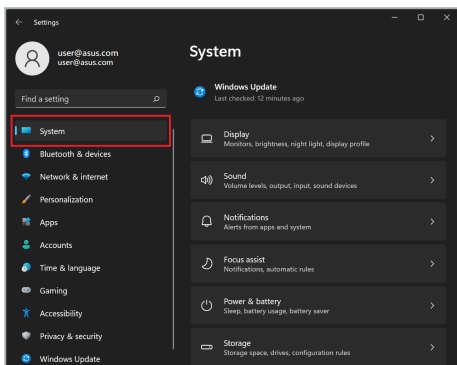 Settings
user@asus.com
user@asus.com
Find a setting
System
Bluetooth & devices
Network & internet
Personalization
Apps
Accounts
Time & language
Gaming
Accessibility
Privacy & security
Windows Update
System
Windows Update
Last checked: 12 minutes ago
Display
Monitors, brightness, night light, display profile
Sound
Volume levels, output, input, sound devices
Notifications
Alerts from apps and system
Focus assist
Notifications, automatic rules
Power & battery
Sleep, battery usage, battery saver
Storage
Storage space, drives, configuration rules